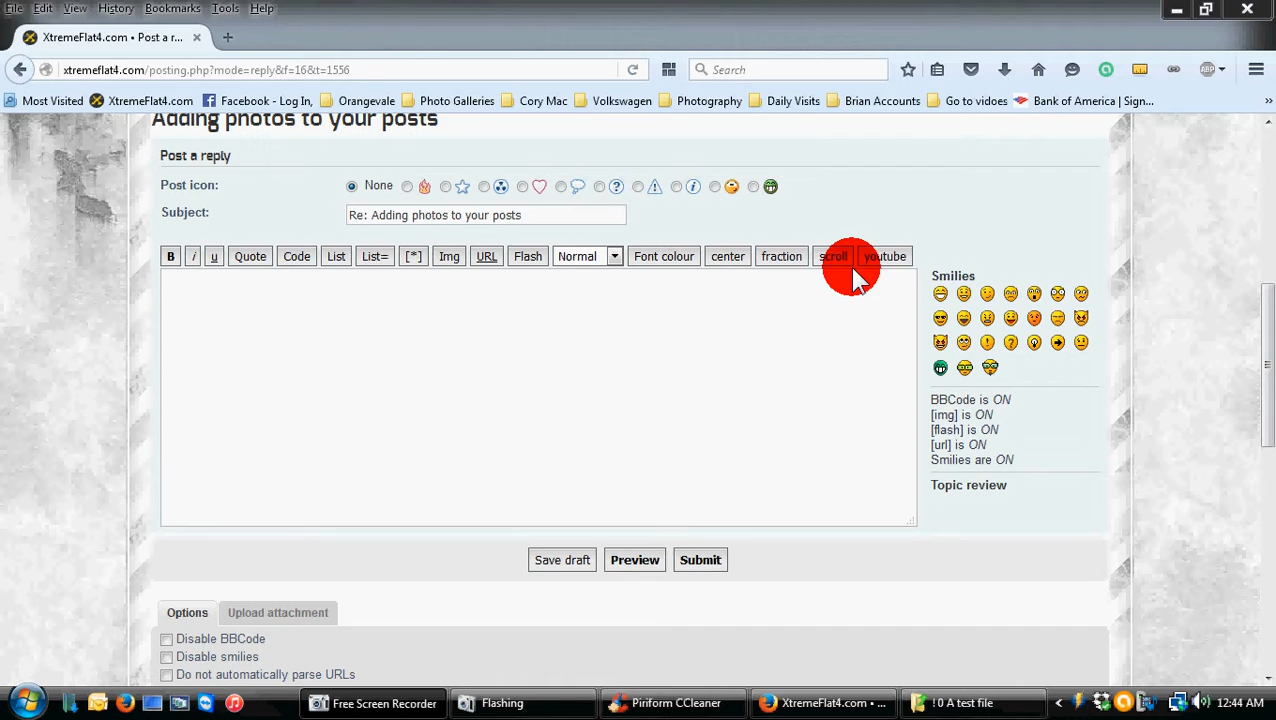 File Edit View History Bookmarks Tools Help
XtremeFlat4.com • Post a r...
xtremeflat4.com/posting.php?mode=reply&f=16&t=1556
Search
ABP
Most Visited XtremeFlat4.com Facebook - Log In, Orangevale Photo Galleries Cory Mac Volkswagen Photography Daily Visits Brian Accounts Go to vidoes Bank of America | Sign...
Adding photos to your posts
Post a reply
Post icon: None
Subject: Re: Adding photos to your posts
B i u Quote Code List List= [*] Img URL Flash Normal Font colour center fraction scroll youtube
Smilies
BBCode is ON
[img] is ON
[flash] is ON
[url] is ON
Smilies are ON
Topic review
Save draft Preview Submit
Options Upload attachment
Disable BBCode
Disable smilies
Do not automatically parse URLs
Free Screen Recorder Flashing Piriform CCleaner XtremeFlat4.com • ... ! 0 A test file 12:44 AM